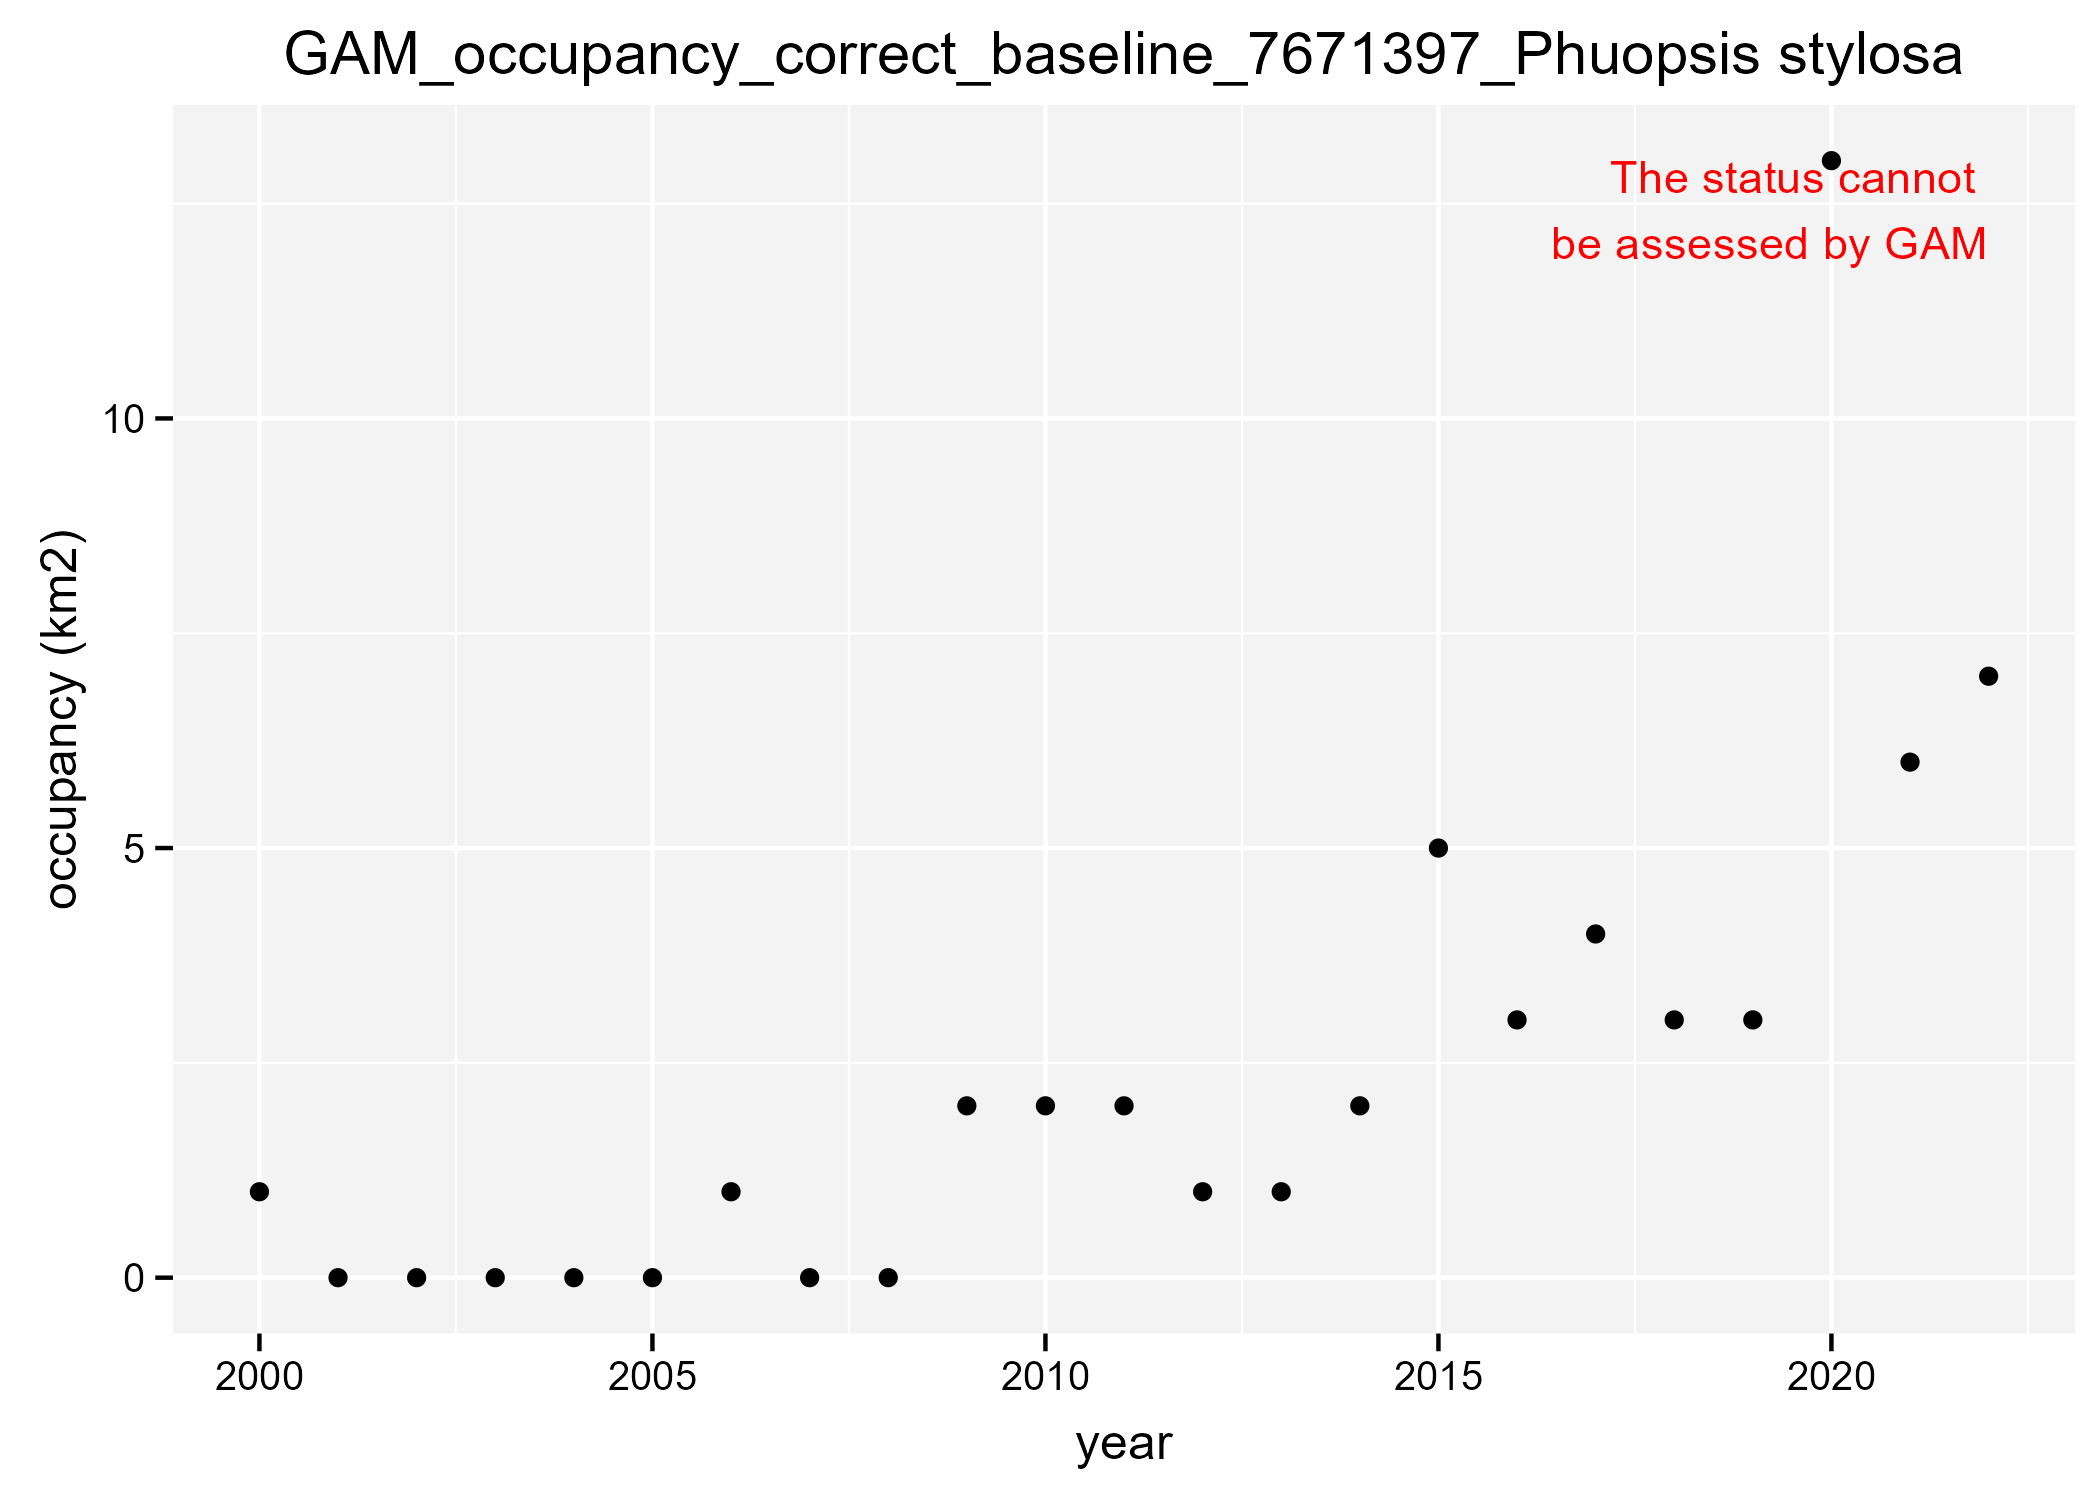 GAM_occupancy_correct_baseline_7671397_Phuopsis stylosa
The status cannot
be assessed by GAM
10
5
0
occupancy (km2)
2000 2005 2010 2015 2020
year